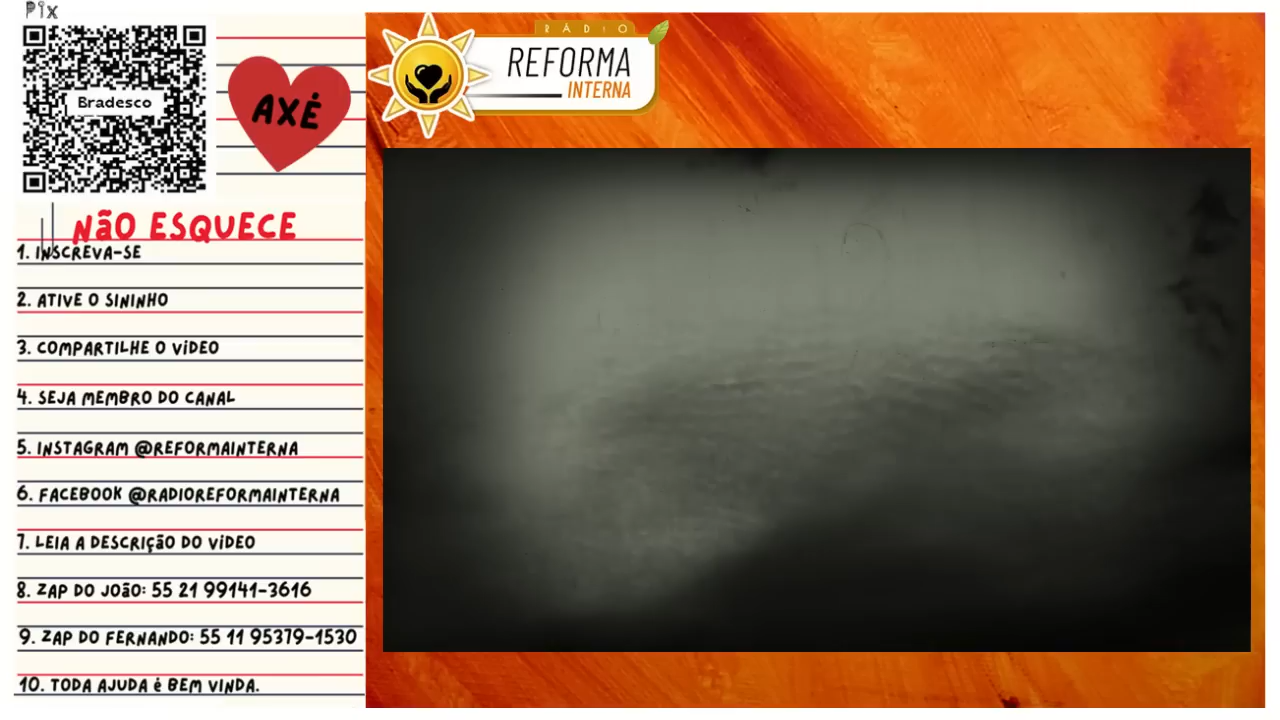 Pix
Bradesco
AXÉ
NãO ESQUECE
1. INSCREVA-SE
2. ATIVE O SININHO
3. COMPARTILHE O VíDEO
4. SEJA MEMBRO DO CANAL
5. INSTAGRAM @REFORMAINTERNA
6. FACEBOOK @RADIOREFORMAINTERNA
7. LEIA A DESCRIÇãO DO VíDEO
8. ZAP DO JOãO: 55 21 99141-3616
9. ZAP DO FERNANDO: 55 11 95379-1530
10. TODA AJUDA é BEM VINDA.
RÁDIO
REFORMA
INTERNA